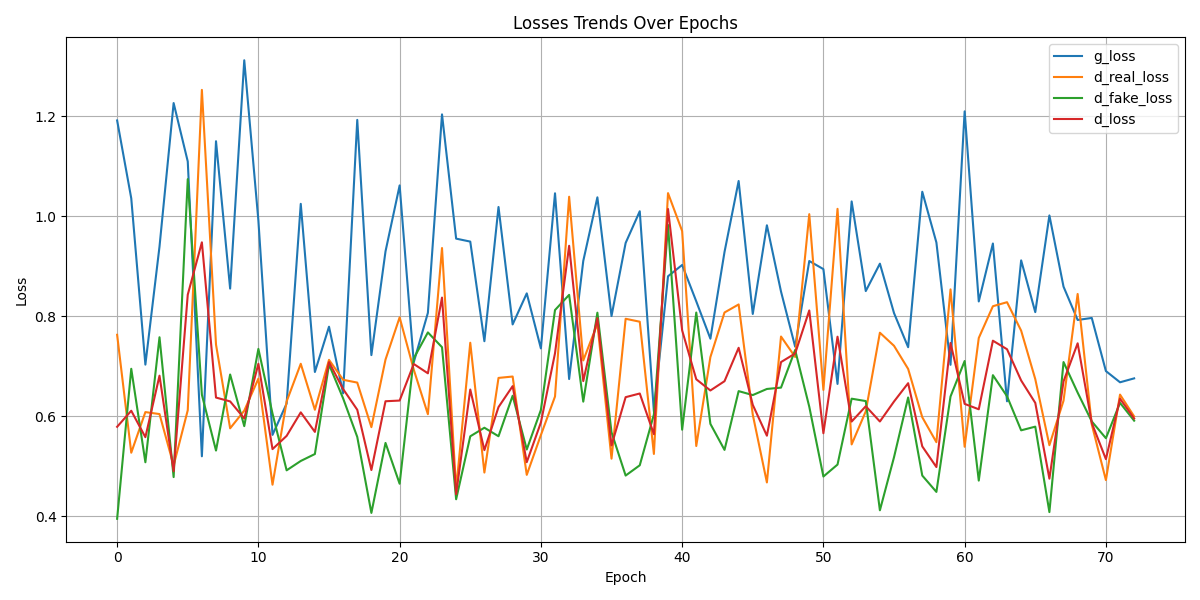 Losses Trends Over Epochs
g_loss
d_real_loss
d_fake_loss
d_loss
Loss
1.2
1.0
0.8
0.6
0.4
0 10 20 30 40 50 60 70
Epoch